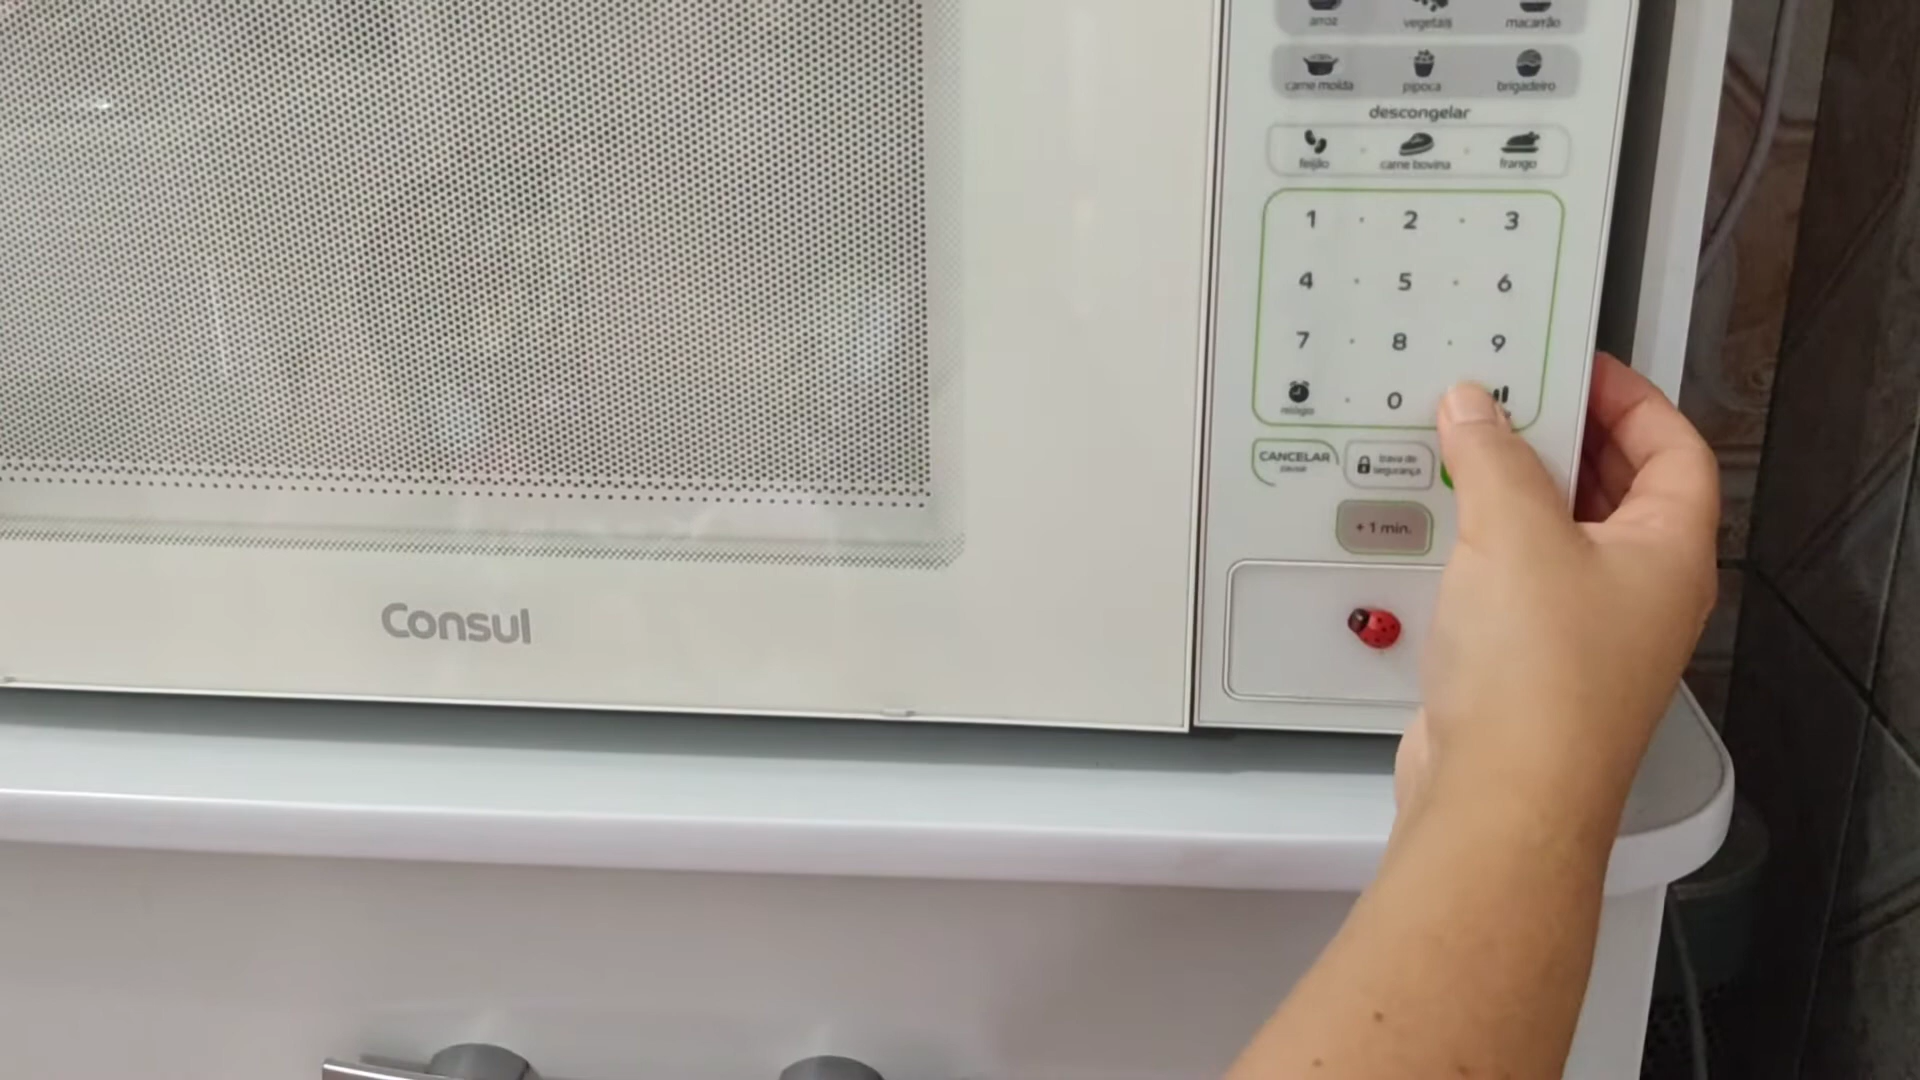 arroz vegetais macarrão
carne moída pipoca brigadeiro
descongelar
feijão carne bovina frango
1 2 3
4 5 6
7 8 9
relógio 0
CANCELAR
pausa
trava de
segurança
+ 1 min.
Consul